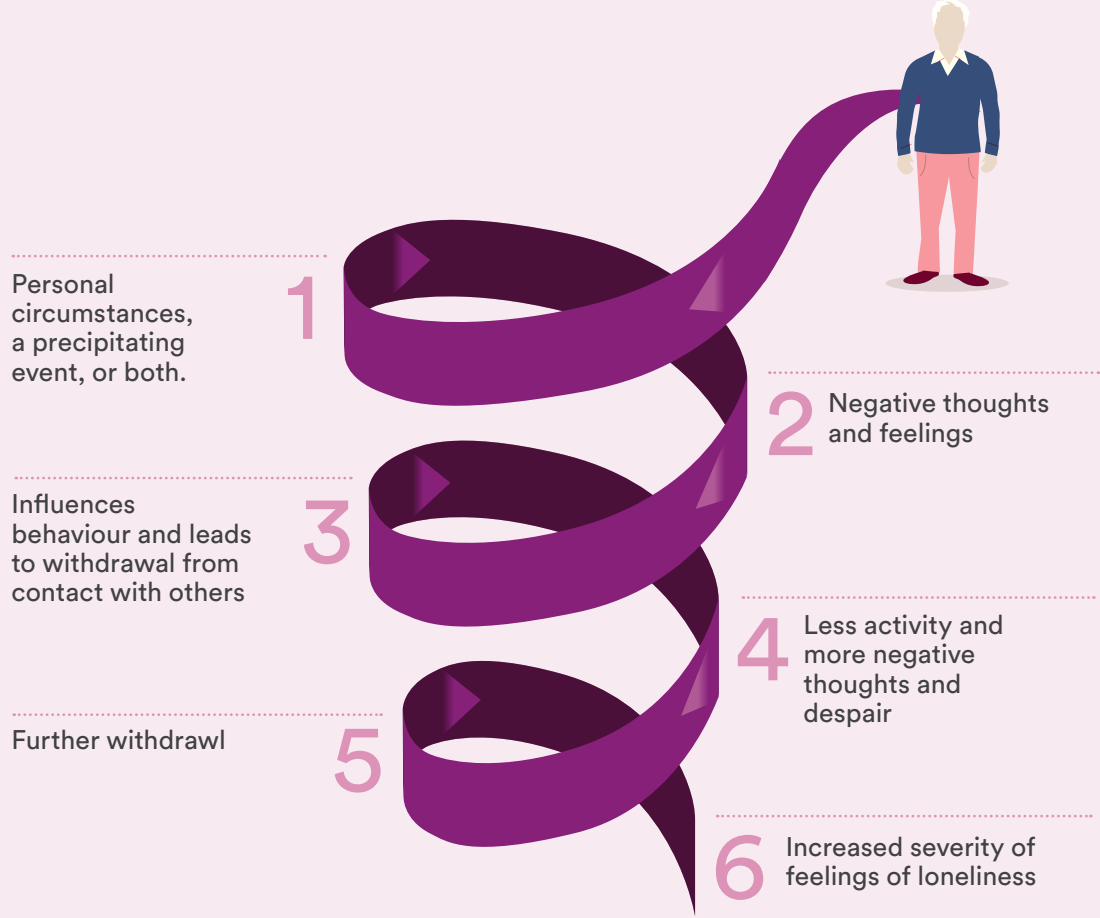 1
Personal
circumstances,
a precipitating
event, or both.
2
Negative thoughts
and feelings
3
Influences
behaviour and leads
to withdrawal from
contact with others
4
Less activity and
more negative
thoughts and
despair
5
Further withdrawl
6
Increased severity of
feelings of loneliness